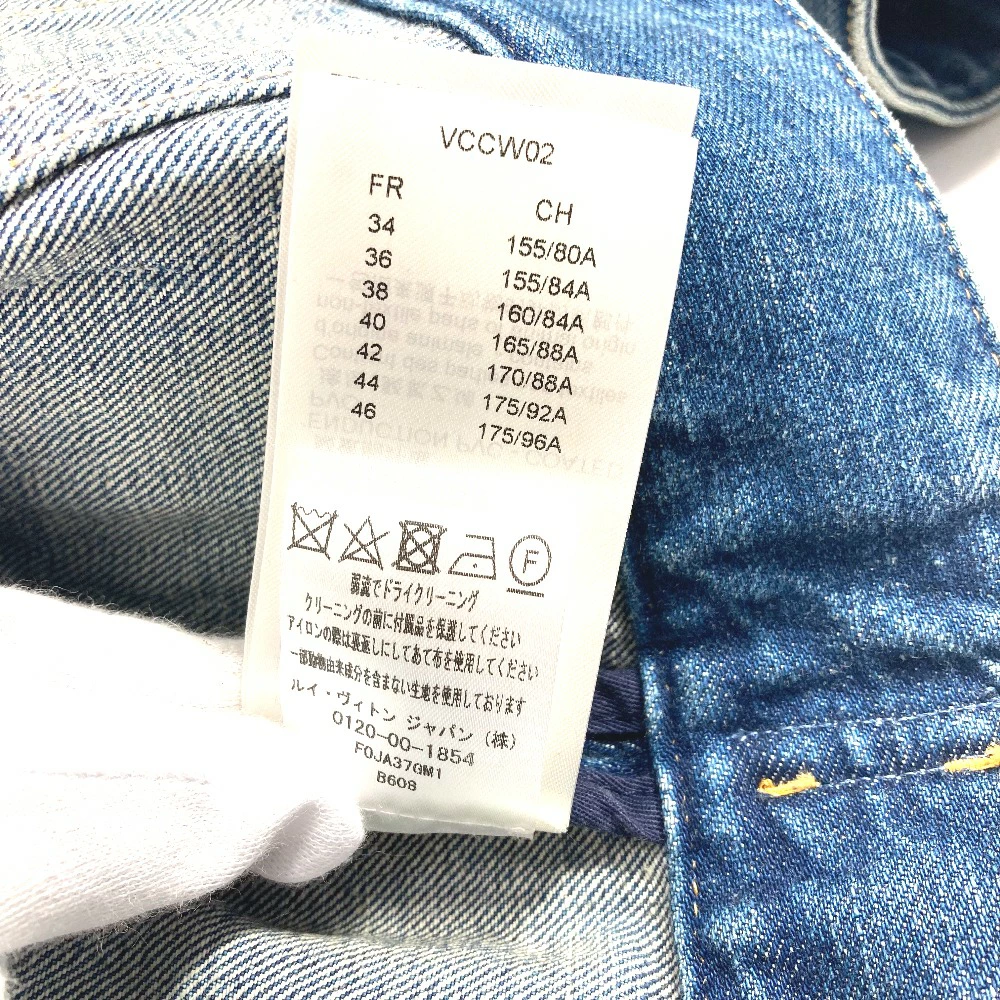 VCCW02
FR CH
34 155/80A
36 155/84A
38 160/84A
40 165/88A
42 170/88A
44 175/92A
46 175/96A
F
弱流でドライクリーニング
クリーニングの前に付属品を保護してください
アイロンの際は裏返しにしてあて布を使用してください
一部動物由来成分を含まない生地を使用しております
ルイ・ヴィトン ジャパン (株)
0120-00-1854
F0JA37GM1
B608